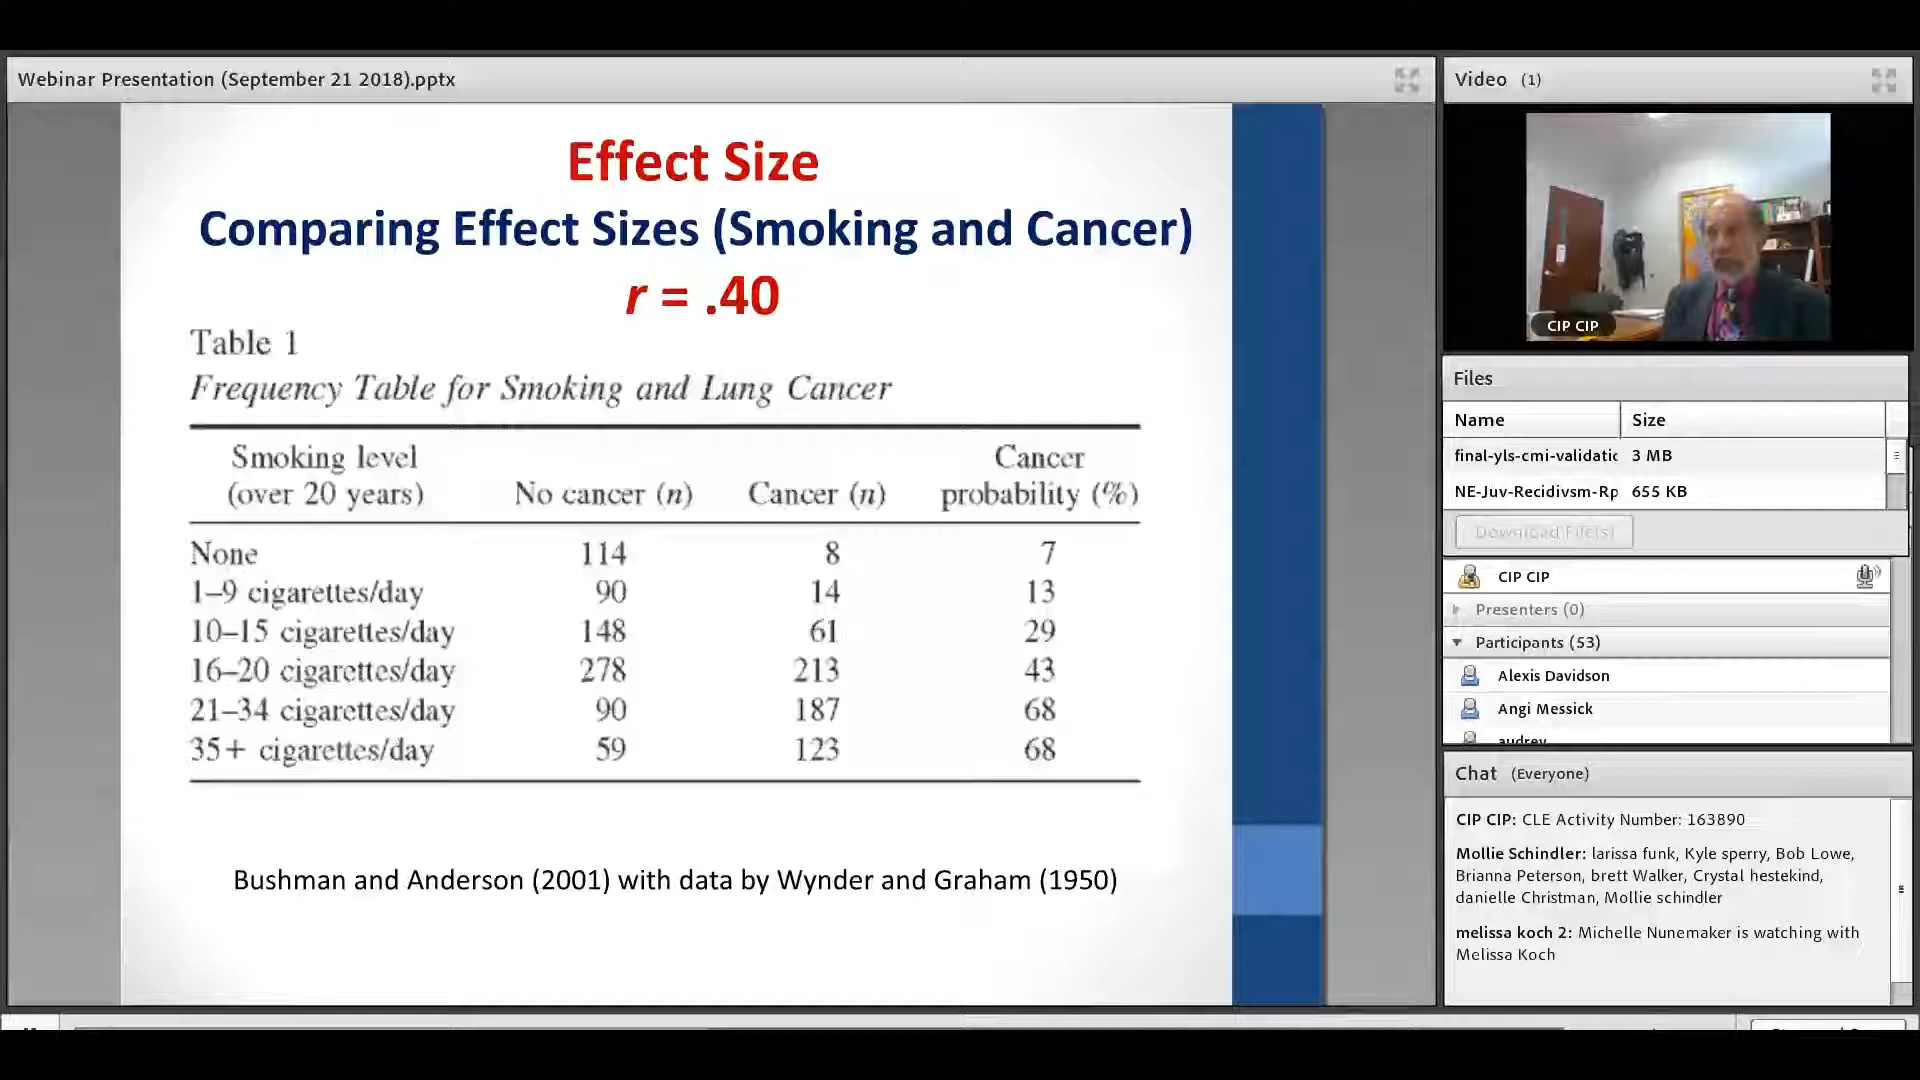 Webinar Presentation (September 21 2018).pptx
Effect Size
Comparing Effect Sizes (Smoking and Cancer)
r = .40
Table 1
Frequency Table for Smoking and Lung Cancer
Smoking level (over 20 years) No cancer (n) Cancer (n) Cancer probability (%)
None 114 8 7
1–9 cigarettes/day 90 14 13
10–15 cigarettes/day 148 61 29
16–20 cigarettes/day 278 213 43
21–34 cigarettes/day 90 187 68
35+ cigarettes/day 59 123 68
Bushman and Anderson (2001) with data by Wynder and Graham (1950)
Video (1)
CIP CIP
Files
Name Size
final-yls-cmi-validatic 3 MB
NE-Juv-Recidivsm-Rp 655 KB
Download File(s)
CIP CIP
Presenters (0)
Participants (53)
Alexis Davidson
Angi Messick
audrey
Chat (Everyone)
CIP CIP: CLE Activity Number: 163890
Mollie Schindler: larissa funk, Kyle sperry, Bob Lowe,
Brianna Peterson, brett Walker, Crystal hestekind,
danielle Christman, Mollie schindler
melissa koch 2: Michelle Nunemaker is watching with
Melissa Koch